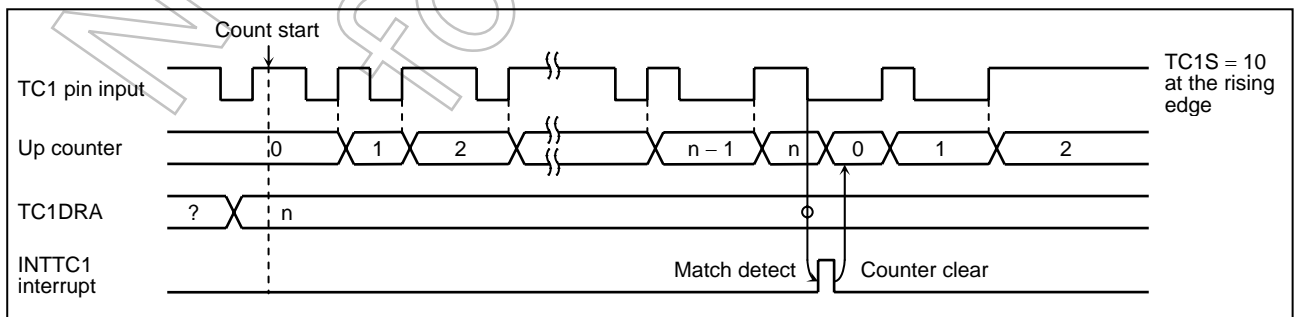 Count start
TC1 pin input
TC1S = 10
at the rising
edge
Up counter
0 1 2 n − 1 n 0 1 2
TC1DRA
? n
INTTC1
interrupt
Match detect Counter clear